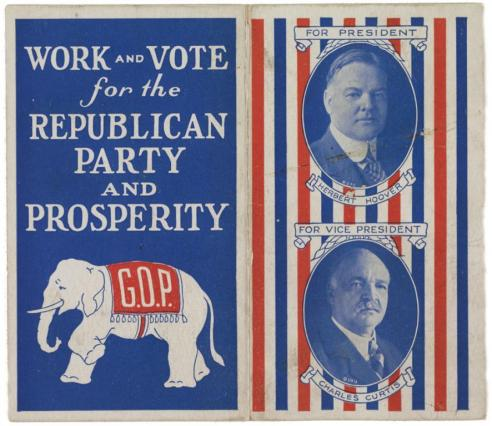 WORK AND VOTE
for the
REPUBLICAN
PARTY
AND
PROSPERITY
G.O.P.
FOR PRESIDENT
HERBERT HOOVER
FOR VICE PRESIDENT
CHARLES CURTIS